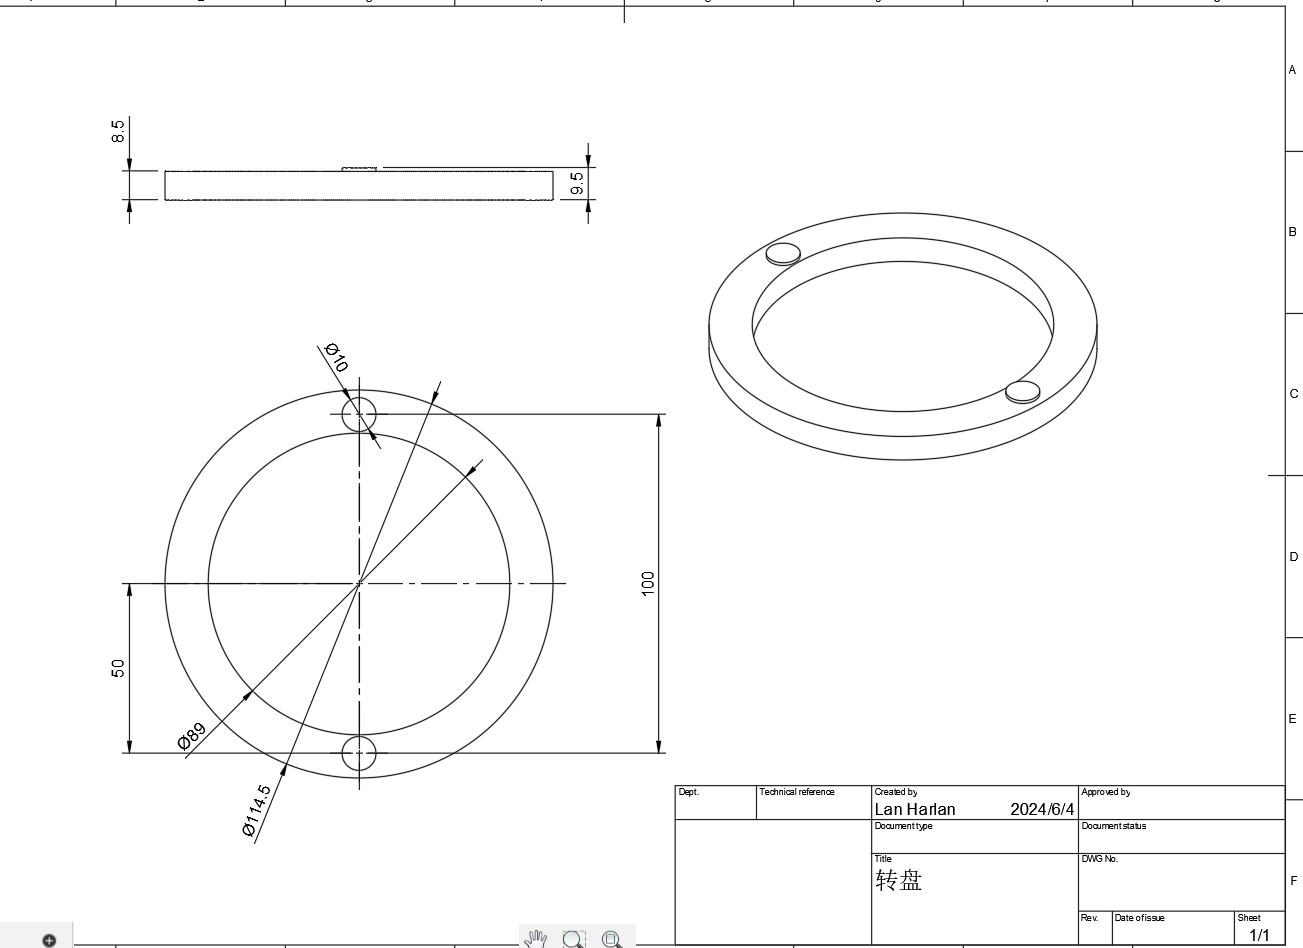 A
B
C
D
E
F
8.5
9.5
Ø10
100
50
Ø89
Ø114.5
Dept.
Technical reference
Created by
Approved by
Lan Harlan 2024/6/4
Document type
Document status
Title
DWG No.
转盘
Rev.
Date of issue
Sheet
1/1